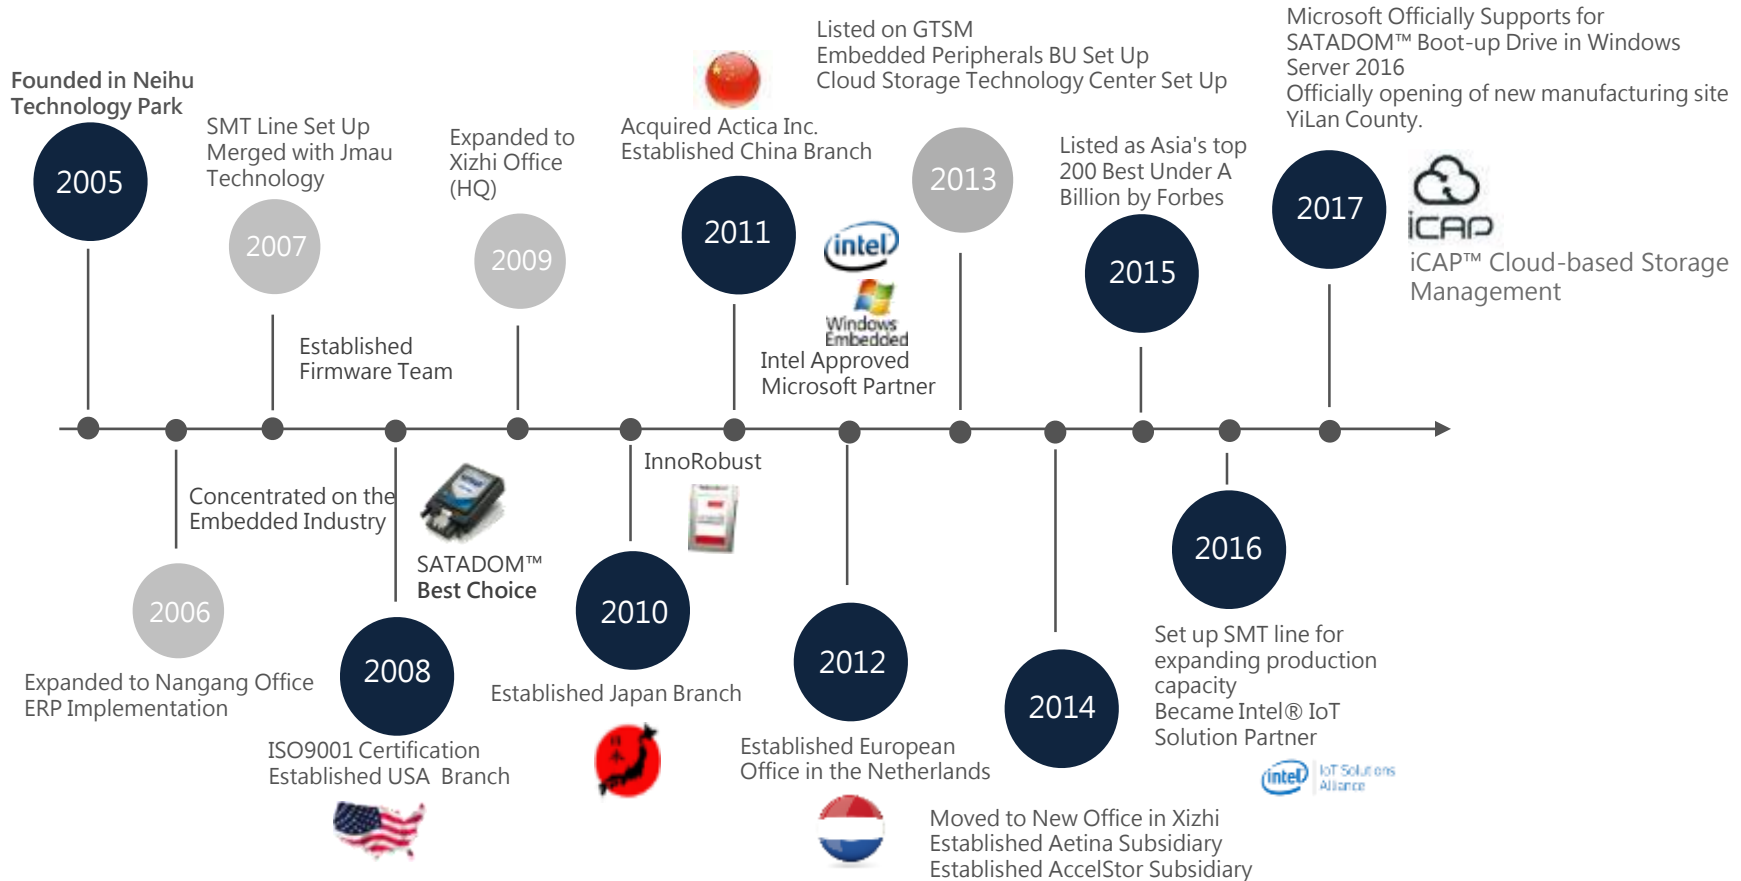 Founded in Neihu
Technology Park
2005
Expanded to Nangang Office
ERP Implementation
2006
Concentrated on the
Embedded Industry
SMT Line Set Up
Merged with Jmau
Technology
2007
Established
Firmware Team
2008
ISO9001 Certification
Established USA Branch
SATADOM™
Best Choice
Expanded to
Xizhi Office
(HQ)
2009
2010
Established Japan Branch
InnoRobust
Acquired Actica Inc.
Established China Branch
2011
intel
Windows
Embedded
Intel Approved
Microsoft Partner
2012
Established European
Office in the Netherlands
Listed on GTSM
Embedded Peripherals BU Set Up
Cloud Storage Technology Center Set Up
2013
2014
Moved to New Office in Xizhi
Established Aetina Subsidiary
Established AccelStor Subsidiary
Listed as Asia's top
200 Best Under A
Billion by Forbes
2015
2016
Set up SMT line for
expanding production
capacity
Became Intel® IoT
Solution Partner
intel IoT Solutions
Alliance
Microsoft Officially Supports for
SATADOM™ Boot-up Drive in Windows
Server 2016
Officially opening of new manufacturing site
YiLan County.
2017
iCAP
iCAP™ Cloud-based Storage
Management